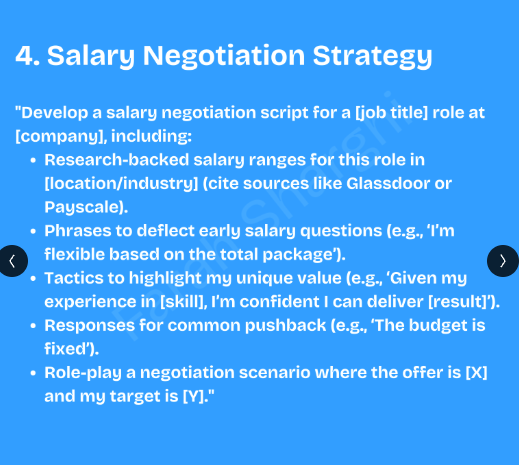 4. Salary Negotiation Strategy
"Develop a salary negotiation script for a [job title] role at
[company], including:
• Research-backed salary ranges for this role in
[location/industry] (cite sources like Glassdoor or
Payscale).
• Phrases to deflect early salary questions (e.g., ‘I’m
flexible based on the total package’).
• Tactics to highlight my unique value (e.g., ‘Given my
experience in [skill], I’m confident I can deliver [result]’).
• Responses for common pushback (e.g., ‘The budget is
fixed’).
• Role-play a negotiation scenario where the offer is [X]
and my target is [Y]."
Farah Sharghi